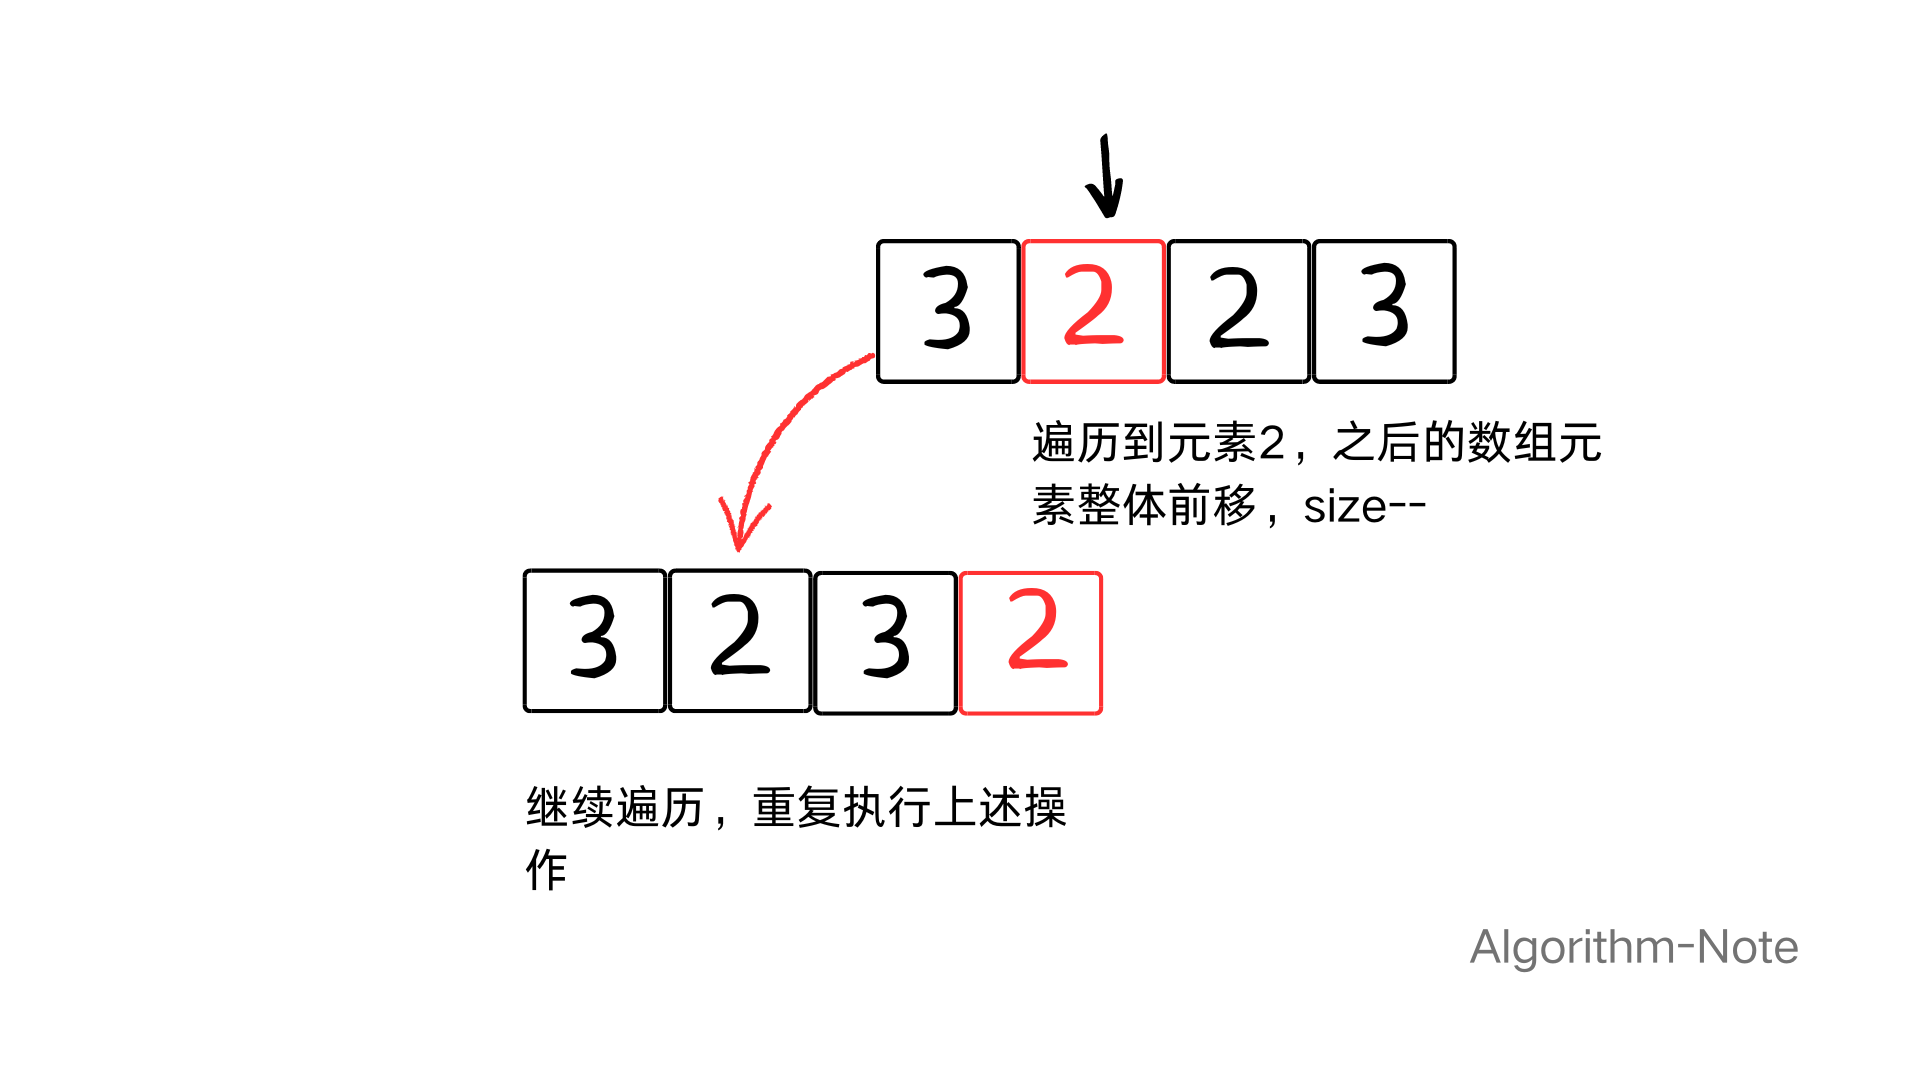 3 2 2 3
遍历到元素2，之后的数组元
素整体前移，size--
3 2 3 2
继续遍历，重复执行上述操
作
Algorithm-Note